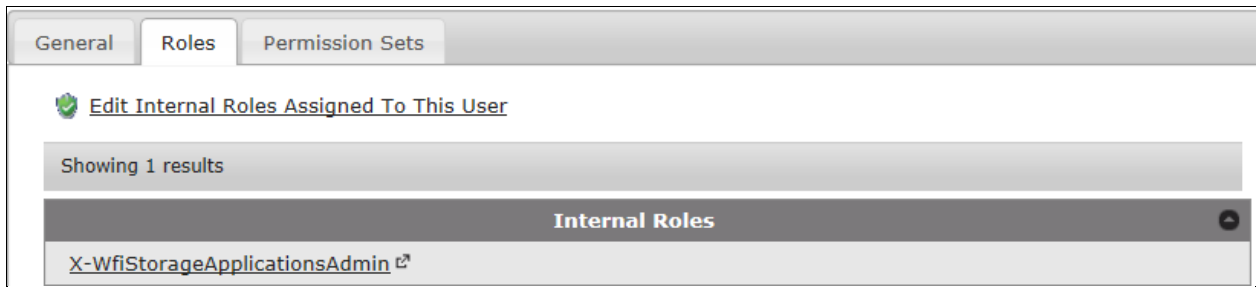 General Roles Permission Sets
Edit Internal Roles Assigned To This User
Showing 1 results
Internal Roles
X-WfiStorageApplicationsAdmin